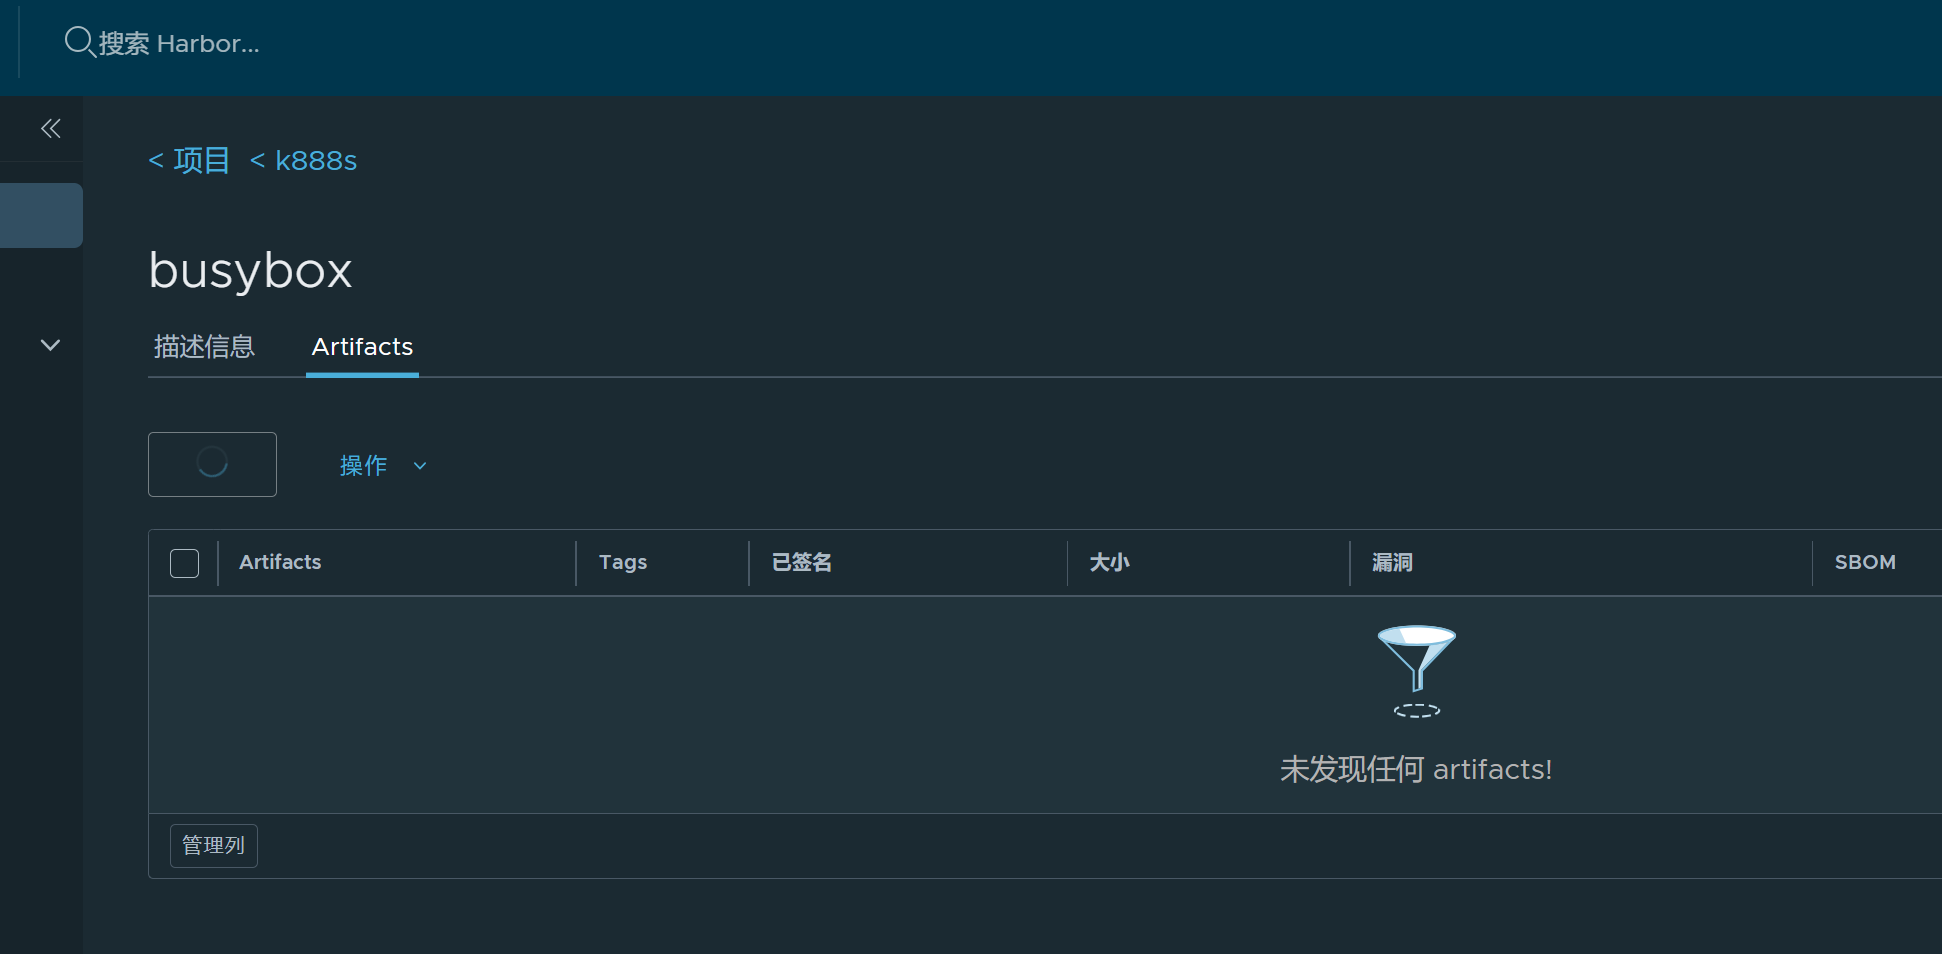 搜索 Harbor...
< 项目 < k888s
busybox
描述信息 Artifacts
操作
Artifacts Tags 已签名 大小 漏洞 SBOM
未发现任何 artifacts!
管理列